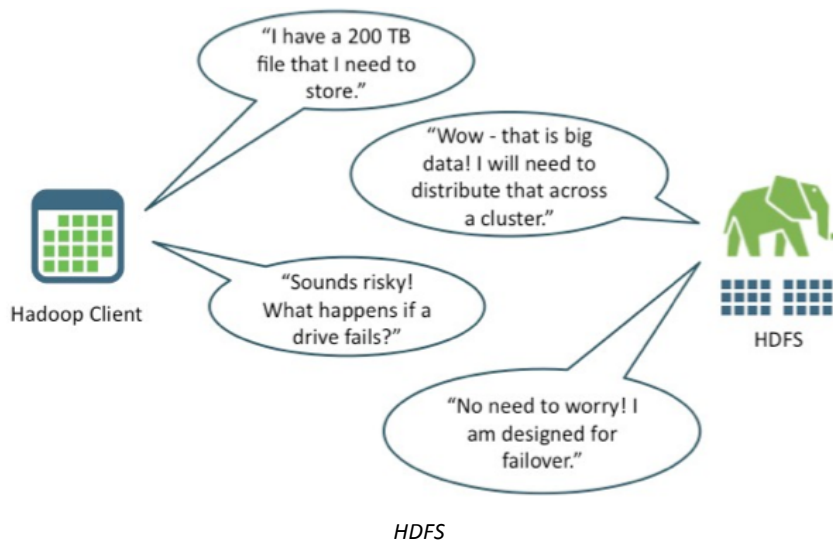 “I have a 200 TB
file that I need to
store.”
“Wow - that is big
data! I will need to
distribute that across
a cluster.”
“Sounds risky!
What happens if a
drive fails?”
Hadoop Client
HDFS
“No need to worry! I
am designed for
failover.”
HDFS